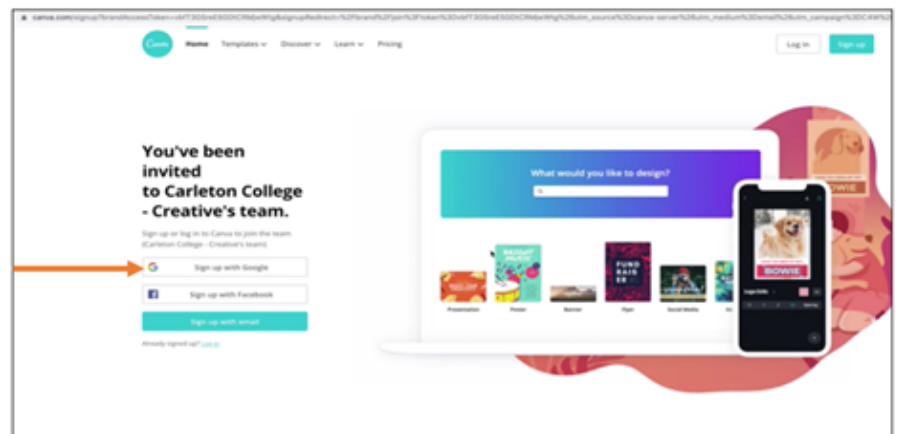 Canva Home Templates Discover Learn Pricing Log in Sign up
You've been
invited
to Carleton College
- Creative's team.
Sign up or log in to Canva to join the team
(Carleton College - Creative's team)
Sign up with Google
Sign up with Facebook
Sign up with email
Already signed up? Log in
What would you like to design?
FUND
RAIS
ER
Presentation Poster Banner Flyer Social Media
BOWIE
BOWIE